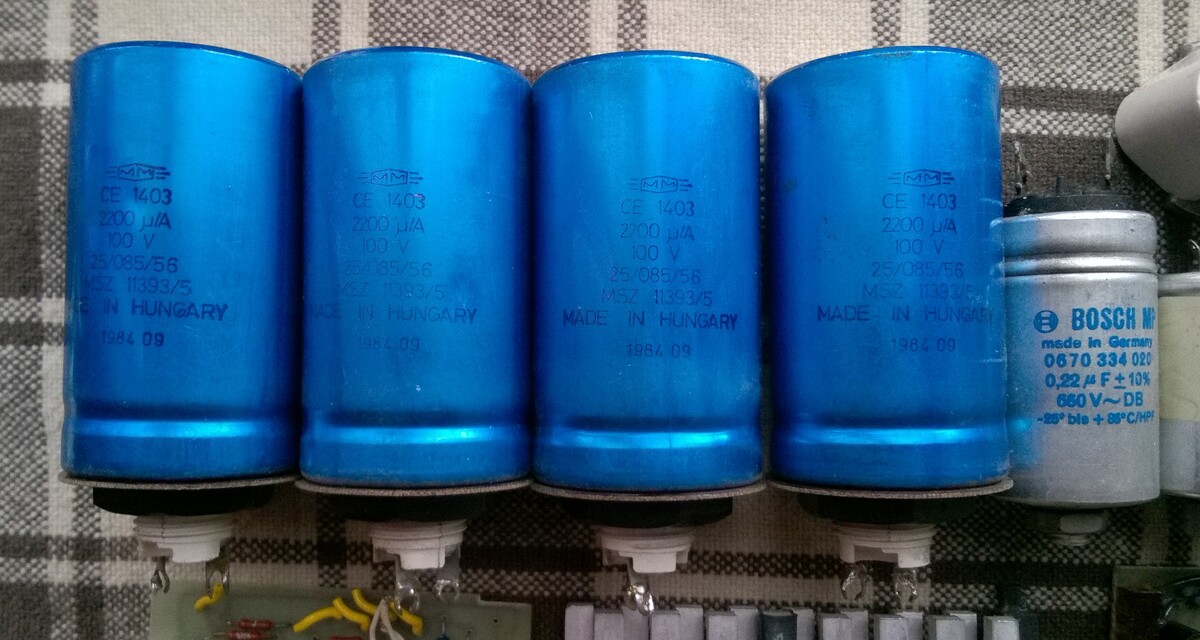 MM
CE 1403
2200 µ/A
100 V
25/085/56
MSZ 11393/5
MADE IN HUNGARY
1984 09
MM
CE 1403
2200 µ/A
100 V
25/085/56
MSZ 11393/5
MADE IN HUNGARY
1984 09
MM
CE 1403
2200 µ/A
100 V
25/085/56
MSZ 11393/5
MADE IN HUNGARY
1984 09
MM
CE 1403
2200 µ/A
100 V
25/085/56
MSZ 11393/5
MADE IN HUNGARY
1984 09
BOSCH MP
made in Germany
0670 334 020
0,22 µF ± 10%
660 V~DB
-25° bis + 85°C/HPF